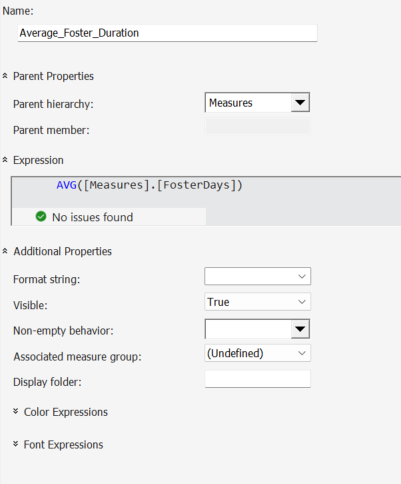 Name:
Average_Foster_Duration
Parent Properties
Parent hierarchy: Measures
Parent member:
Expression
AVG([Measures].[FosterDays])
No issues found
Additional Properties
Format string:
Visible: True
Non-empty behavior:
Associated measure group: (Undefined)
Display folder:
Color Expressions
Font Expressions